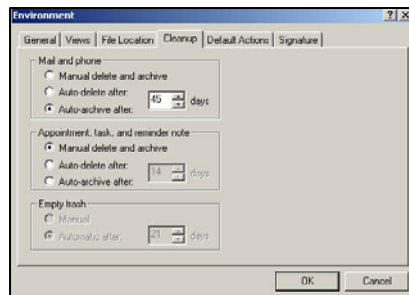 Environment
General Views File Location Cleanup Default Actions Signature
Mail and phone
Manual delete and archive
Auto-delete after:
Auto-archive after:
45 days
Appointment, task, and reminder note
Manual delete and archive
Auto-delete after:
Auto-archive after:
14 days
Empty trash
Manual
Automatic after:
21 days
OK Cancel